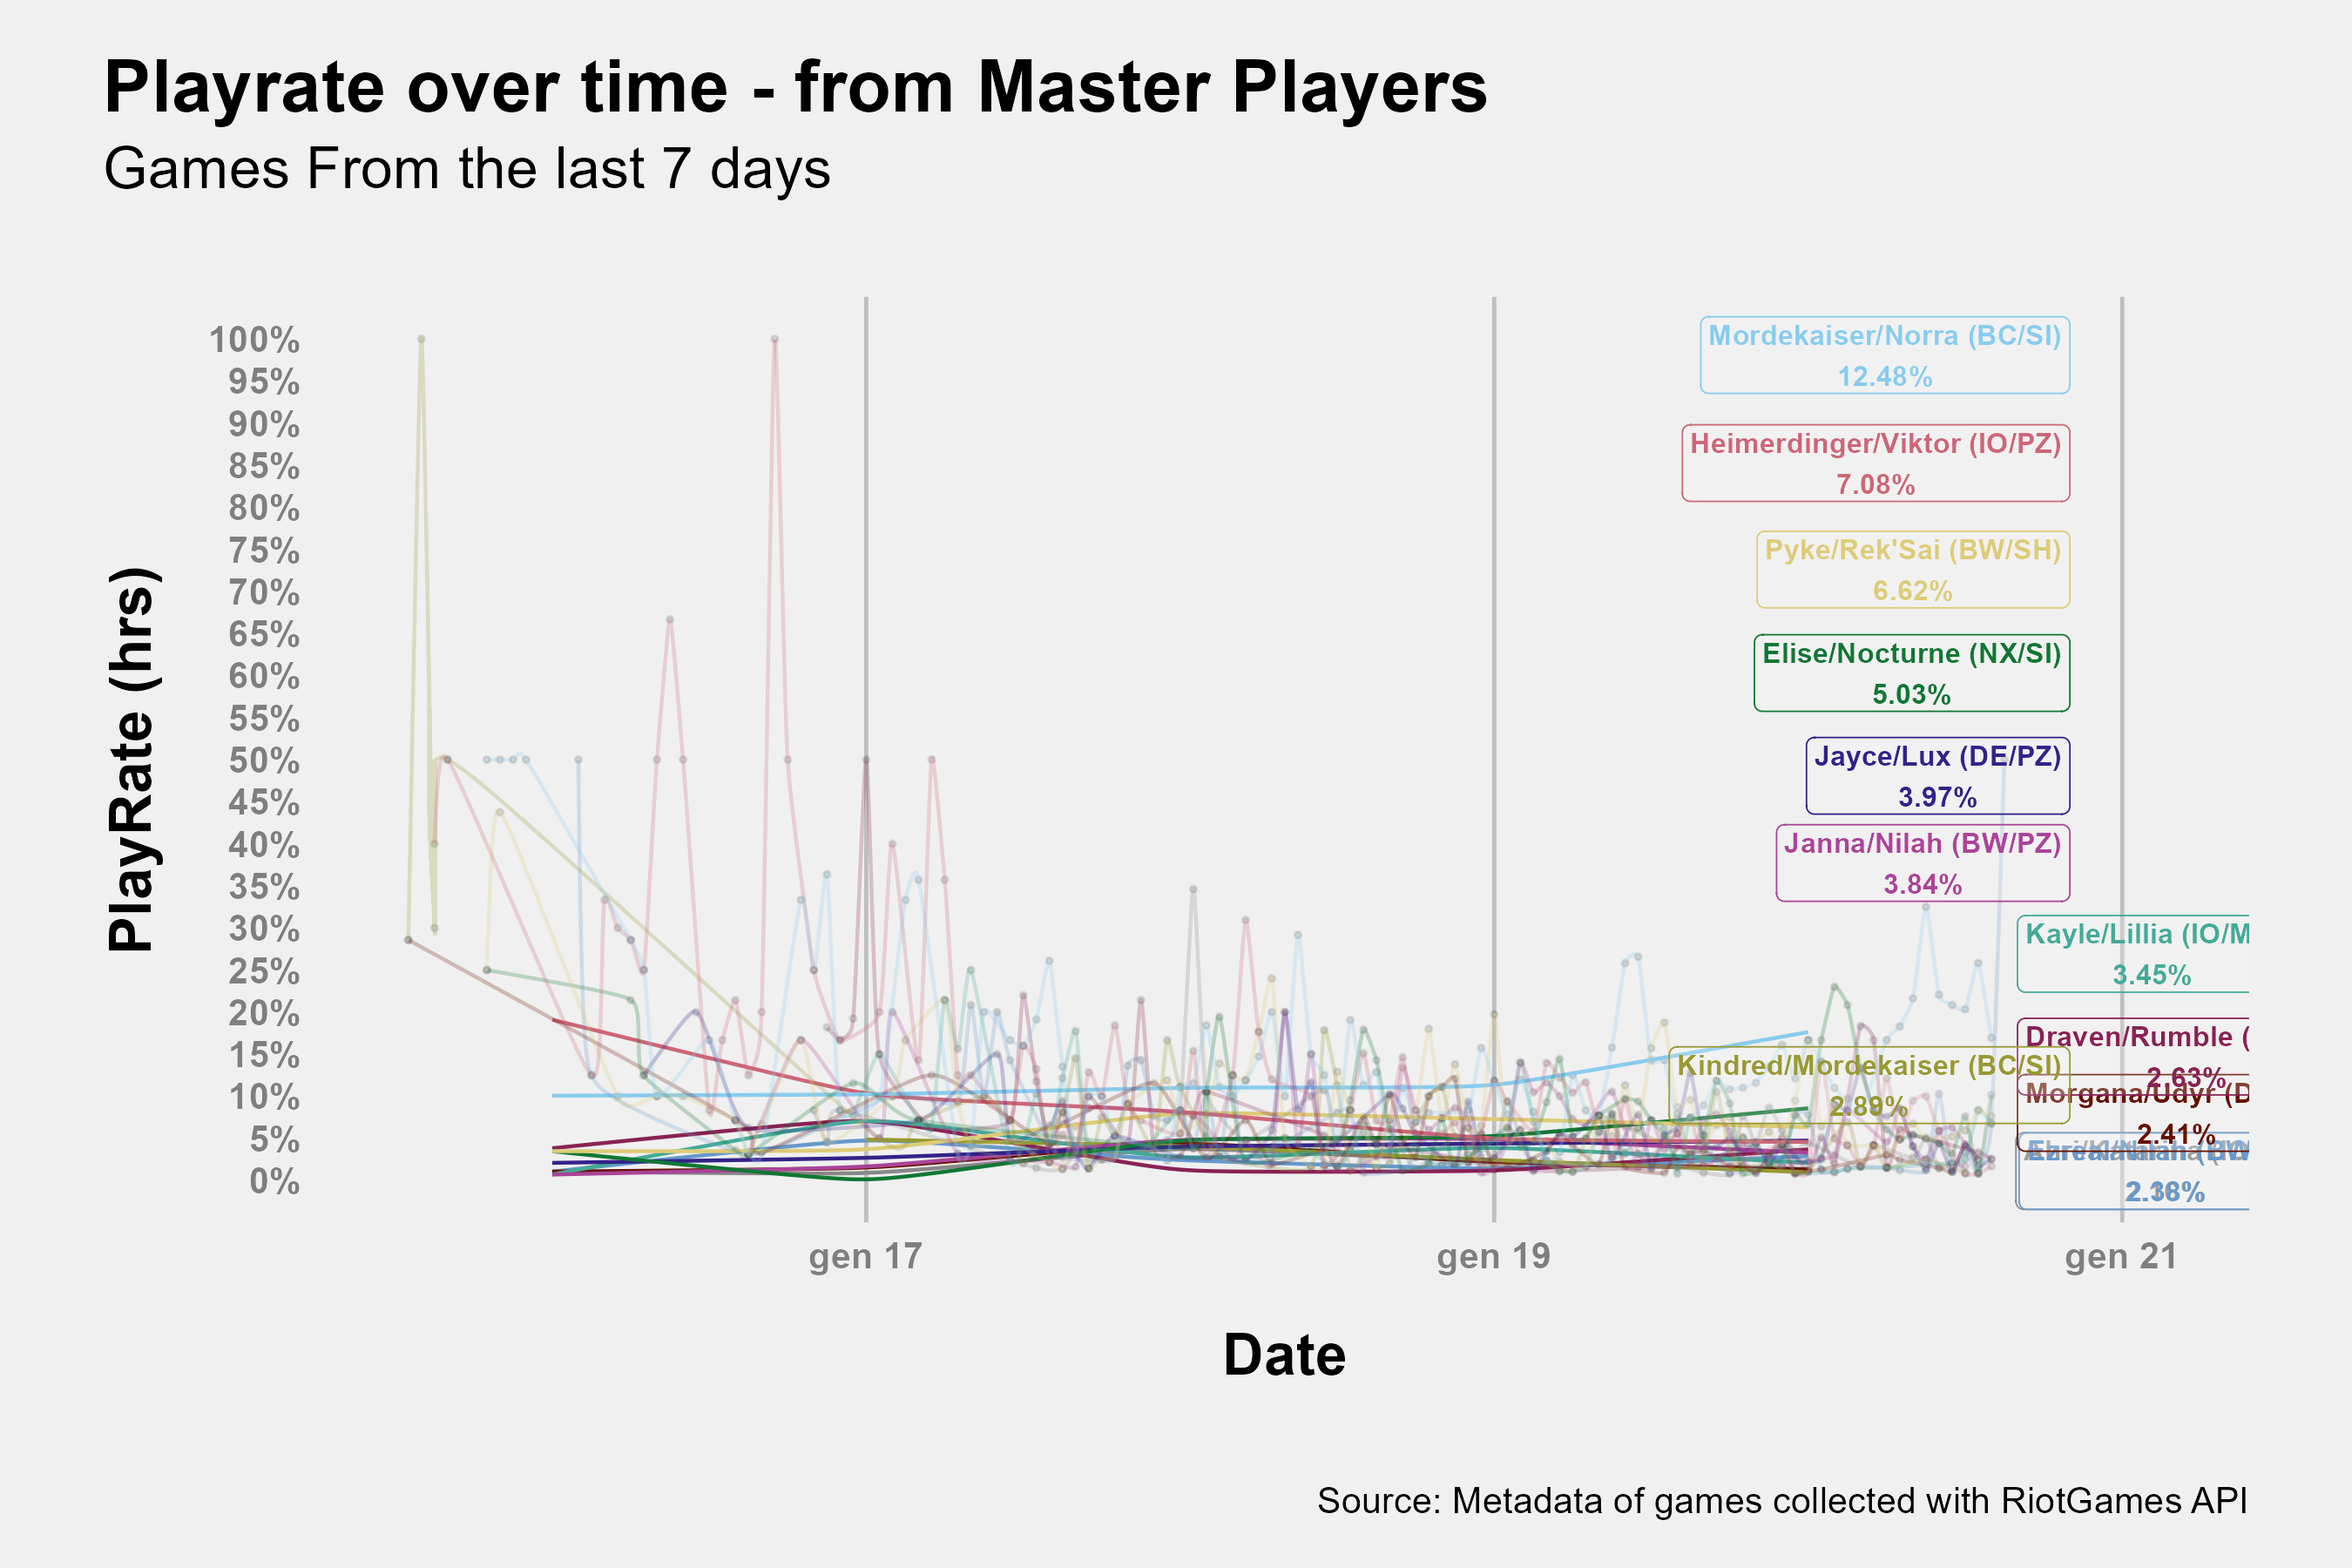 Playrate over time - from Master Players
Games From the last 7 days
PlayRate (hrs)
100%
95%
90%
85%
80%
75%
70%
65%
60%
55%
50%
45%
40%
35%
30%
25%
20%
15%
10%
5%
0%
Mordekaiser/Norra (BC/SI)
12.48%
Heimerdinger/Viktor (IO/PZ)
7.08%
Pyke/Rek'Sai (BW/SH)
6.62%
Elise/Nocturne (NX/SI)
5.03%
Jayce/Lux (DE/PZ)
3.97%
Janna/Nilah (BW/PZ)
3.84%
Kayle/Lillia (IO/M
3.45%
Draven/Rumble (
2.63%
Kindred/Mordekaiser (BC/SI)
2.89%
Morgana/Udyr (D
2.41%
gen 17
gen 19
gen 21
Date
Source: Metadata of games collected with RiotGames API